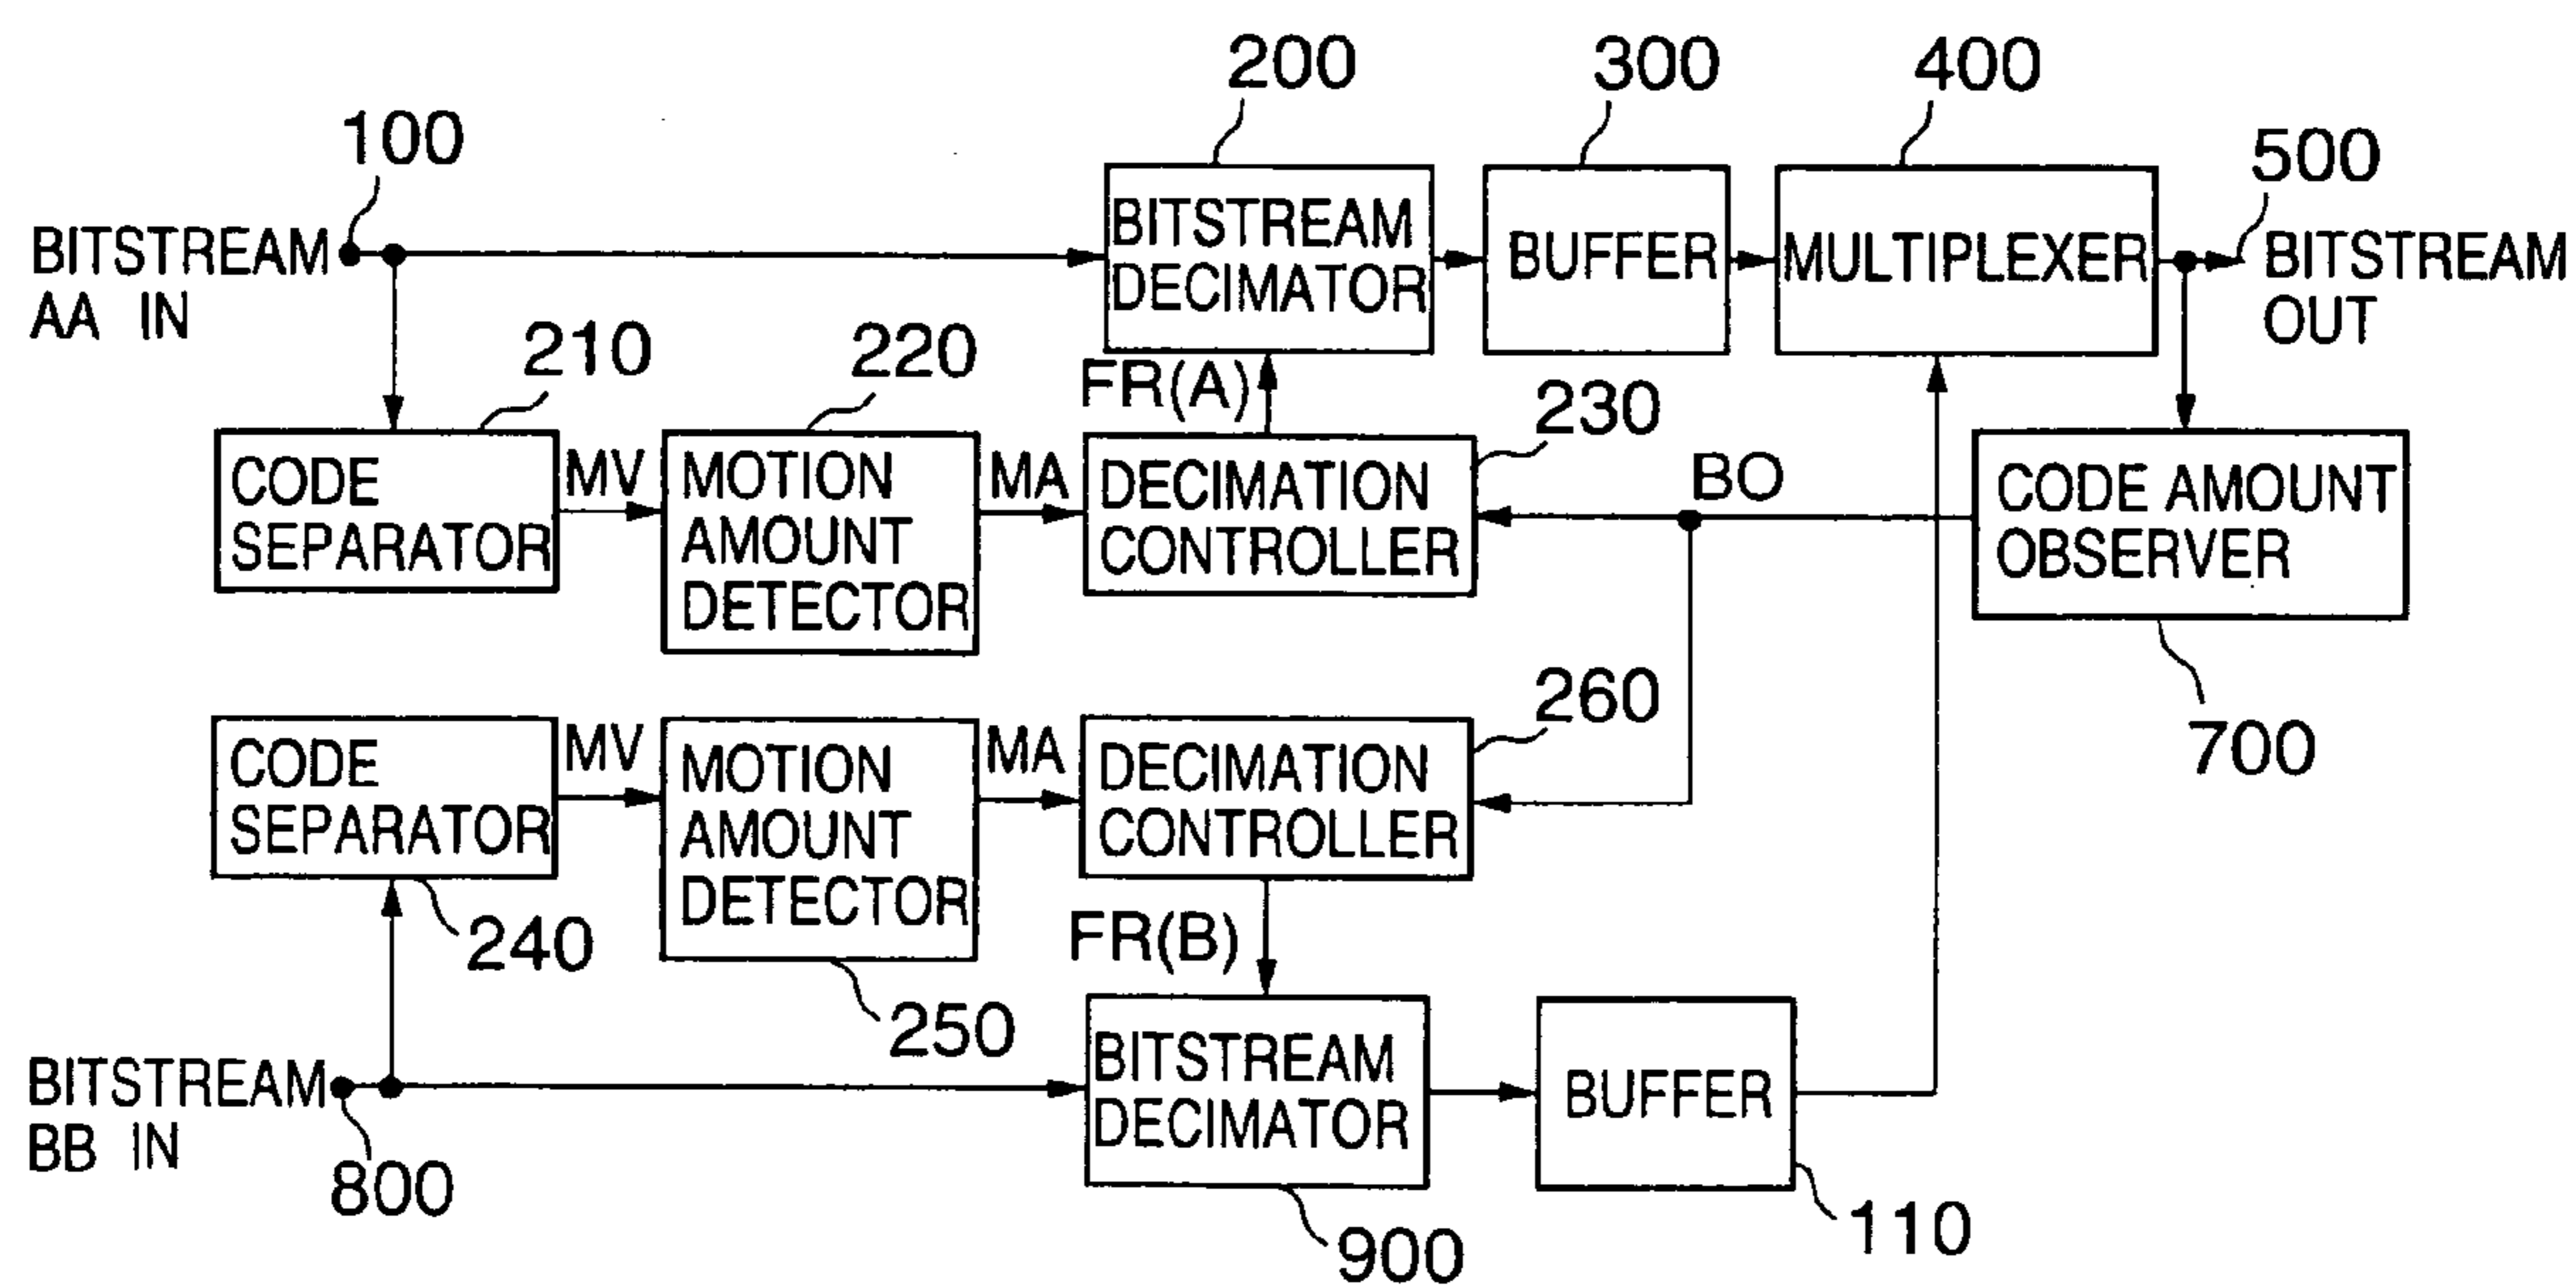 200
300
400
100
500
BITSTREAM
AA IN
BITSTREAM
DECIMATOR
BUFFER
MULTIPLEXER
BITSTREAM
OUT
210
220
FR(A)
230
CODE
SEPARATOR
MV
MOTION
AMOUNT
DETECTOR
MA
DECIMATION
CONTROLLER
BO
CODE AMOUNT
OBSERVER
260
700
CODE
SEPARATOR
MV
MOTION
AMOUNT
DETECTOR
MA
DECIMATION
CONTROLLER
240
FR(B)
250
BITSTREAM
BB IN
BITSTREAM
DECIMATOR
BUFFER
800
900
110